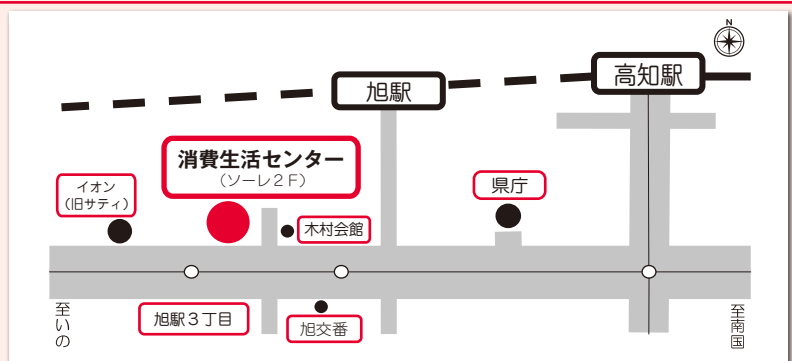 N
高知駅
旭駅
消費生活センター
（ソーレ２Ｆ）
イオン
（旧サティ）
県庁
木村会館
旭駅３丁目
旭交番
至いの
至南国